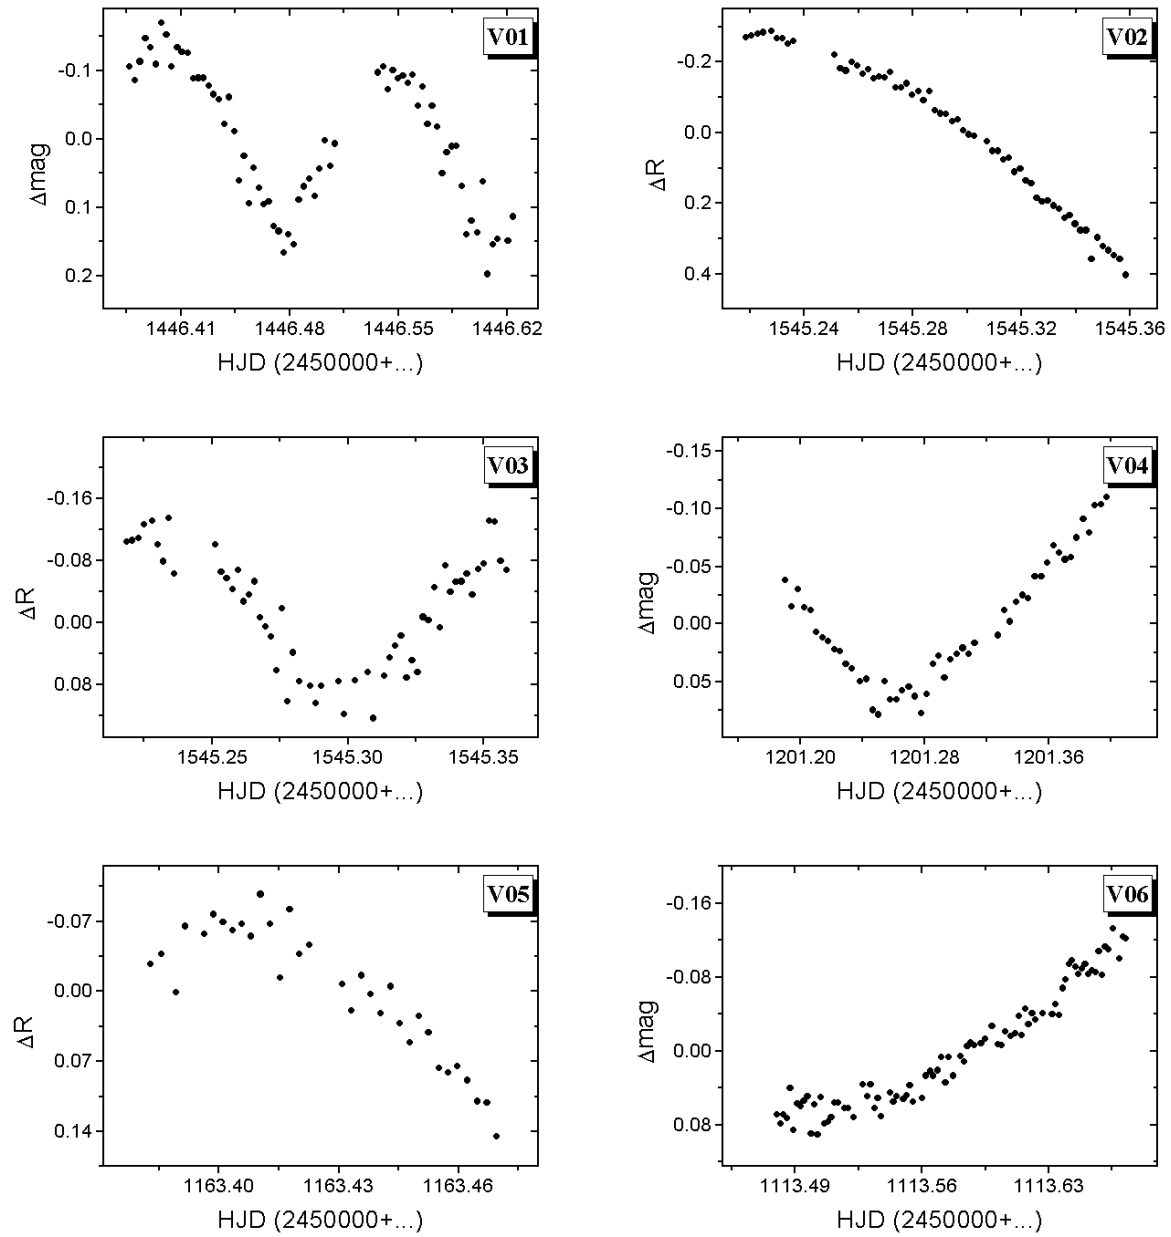 V01
-0.1
0.0
0.1
0.2
Δmag
1446.41 1446.48 1446.55 1446.62
HJD (2450000+...)
V02
-0.2
0.0
0.2
0.4
ΔR
1545.24 1545.28 1545.32 1545.36
HJD (2450000+...)
V03
-0.16
-0.08
0.00
0.08
ΔR
1545.25 1545.30 1545.35
HJD (2450000+...)
V04
-0.15
-0.10
-0.05
0.00
0.05
Δmag
1201.20 1201.28 1201.36
HJD (2450000+...)
V05
-0.07
0.00
0.07
0.14
ΔR
1163.40 1163.43 1163.46
HJD (2450000+...)
V06
-0.16
-0.08
0.00
0.08
Δmag
1113.49 1113.56 1113.63
HJD (2450000+...)